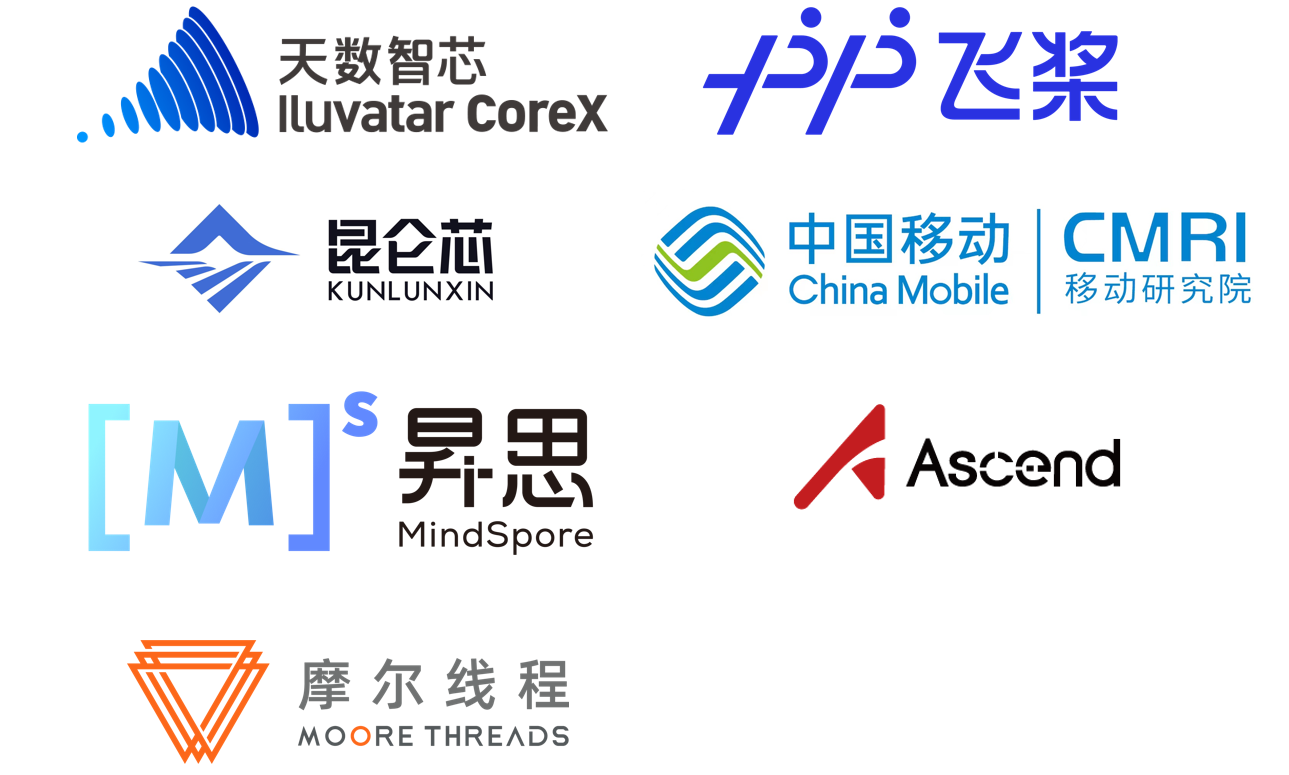 天数智芯
Iluvatar CoreX
飞桨
昆仑芯
KUNLUNXIN
中国移动
China Mobile
CMRI
移动研究院
[M]s
昇思
MindSpore
Ascend
摩尔线程
MOORE THREADS